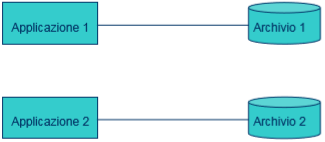 Applicazione 1
Archivio 1
Applicazione 2
Archivio 2